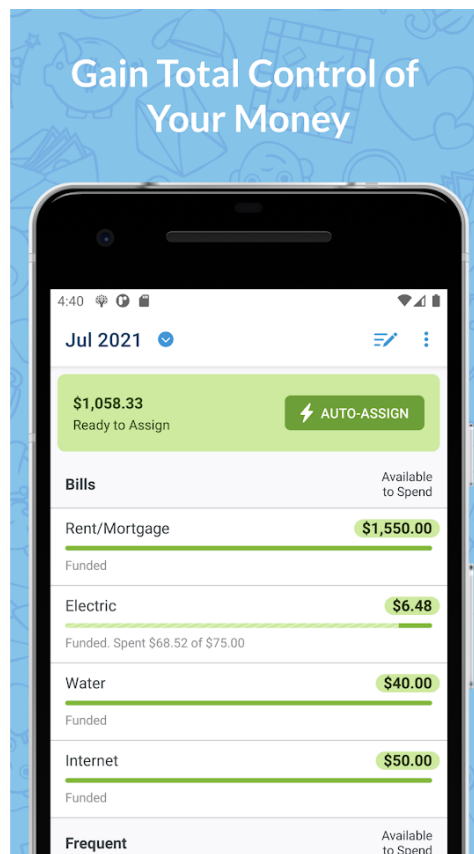 Gain Total Control of
Your Money
4:40
Jul 2021
$1,058.33
Ready to Assign
AUTO-ASSIGN
Bills
Available
to Spend
Rent/Mortgage
$1,550.00
Funded
Electric
$6.48
Funded. Spent $68.52 of $75.00
Water
$40.00
Funded
Internet
$50.00
Funded
Frequent
Available
to Spend